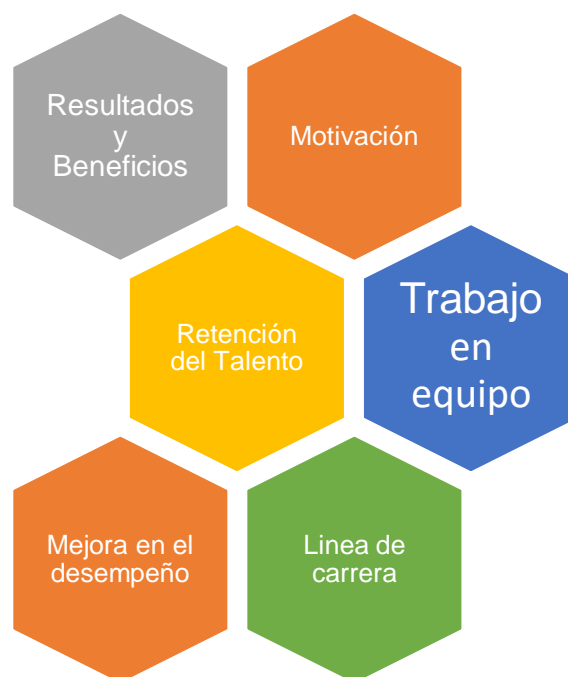 Resultados
y
Beneficios
Motivación
Retención
del Talento
Trabajo
en
equipo
Mejora en el
desempeño
Linea de
carrera